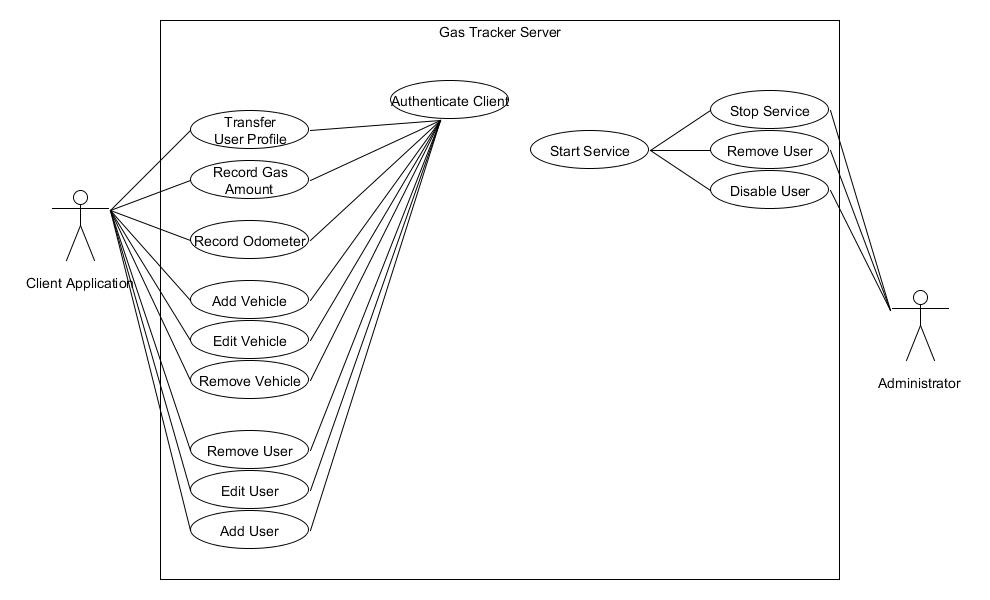 Gas Tracker Server
Authenticate Client
Transfer
User Profile
Record Gas
Amount
Record Odometer
Add Vehicle
Edit Vehicle
Remove Vehicle
Remove User
Edit User
Add User
Client Application
Start Service
Stop Service
Remove User
Disable User
Administrator